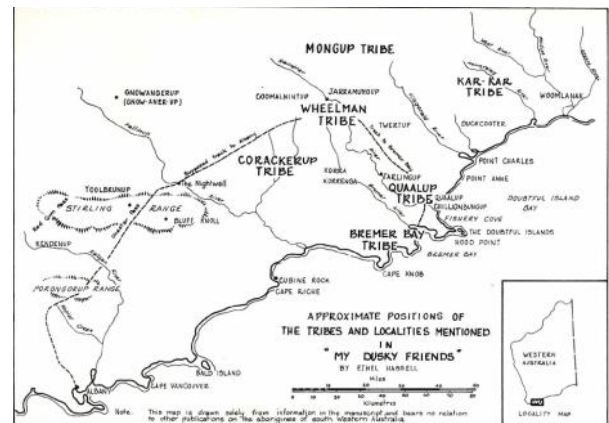 MONGUP TRIBE
KAR-KAR
TRIBE
WOOMLANAK
GNOWANGERUP
(GNOW-ANER-UP)
GOOMALNINTUP
JARRAMUNGUP
WHEELMAN
TRIBE
TWERTUP
DUCKCOOTER
CORACKERUP
TRIBE
POINT CHARLES
POINT ANNE
TOOLBRUNUP
The Nightwell
KORRA
KORRENGA
TARLINGUP
QUAALUP
TRIBE
QUAALUP
DOUBTFUL ISLAND
BAY
STIRLING RANGE
BLUFF KNOLL
FISHERY COVE
THE DOUBTFUL ISLANDS
HOOD POINT
BREMER BAY
TRIBE
BREMER BAY
KENDENUP
CAPE KNOB
PORONGORUP RANGE
CUBINE ROCK
CAPE RICHE
APPROXIMATE POSITIONS
OF
THE TRIBES AND LOCALITIES MENTIONED
IN
"MY DUSKY FRIENDS"
BY ETHEL HASSELL
Miles
Kilometres
WESTERN
AUSTRALIA
LOCALITY MAP
BALD ISLAND
CAPE VANCOUVER
ALBANY
Note. This map is drawn solely from information in the manuscript and bears no relation
to other publications on the aborigines of south Western Australia.